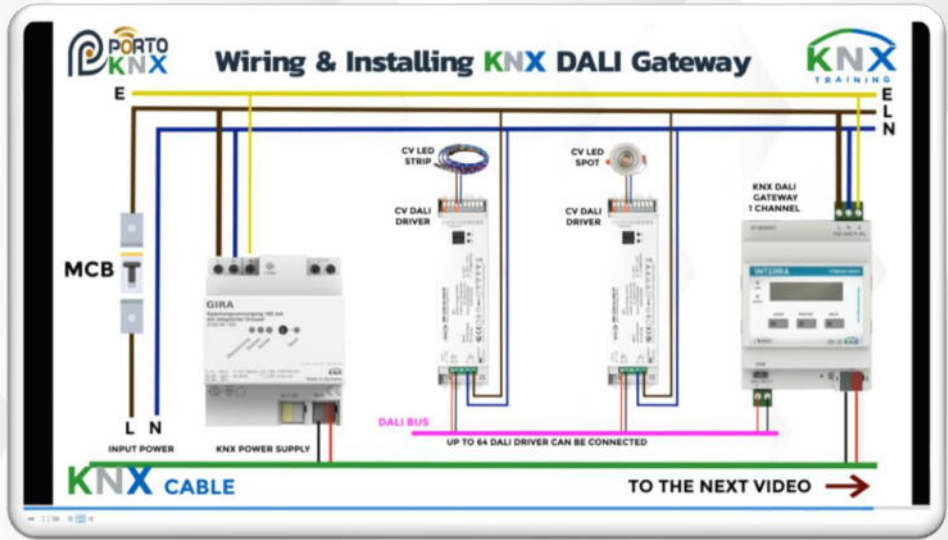 PORTO
KNX
Wiring & Installing KNX DALI Gateway
KNX
TRAINING
E
E
L
N
CV LED
STRIP
CV LED
SPOT
KNX DALI
GATEWAY
1 CHANNEL
CV DALI
DRIVER
CV DALI
DRIVER
MCB
GIRA
INTERRA
L N
INPUT POWER
KNX POWER SUPPLY
DALI BUS
UP TO 64 DALI DRIVER CAN BE CONNECTED
KNX CABLE
TO THE NEXT VIDEO